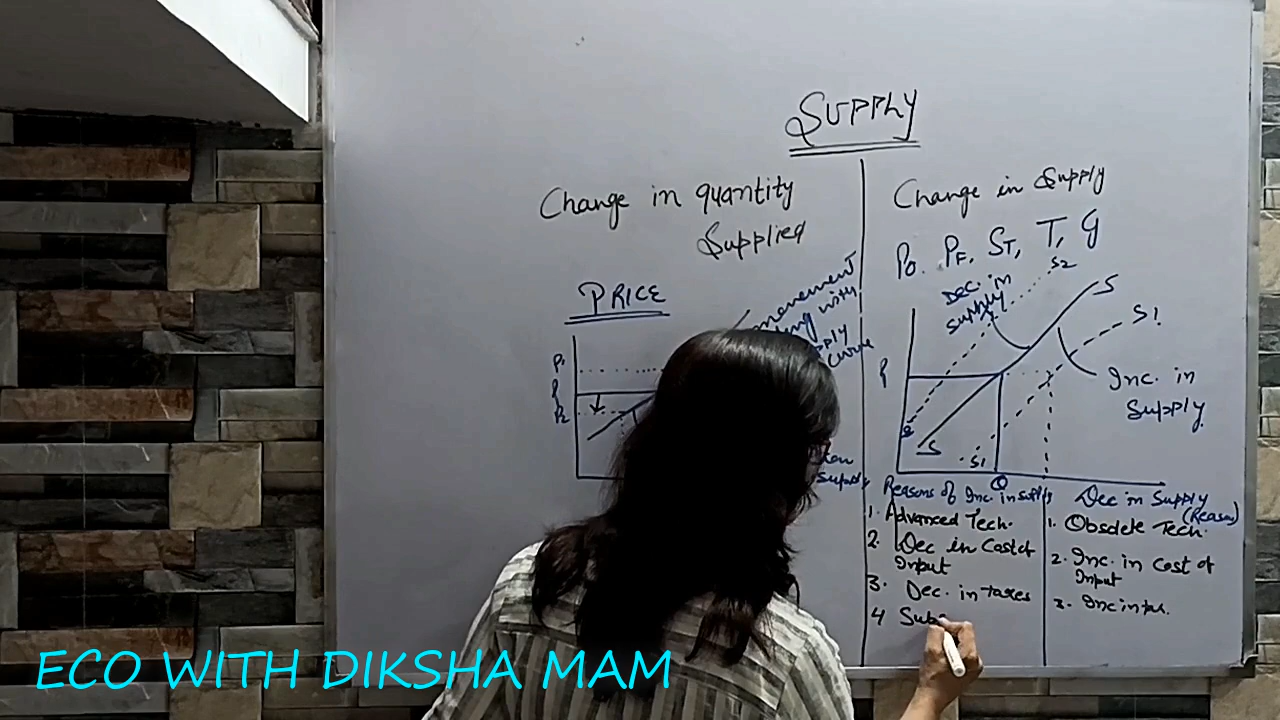 SUPPLY
Change in quantity
Supplied
PRICE
movement
with
curve
P1
P
P2
Supply
Change in Supply
Po. PF, ST, T, G
S2
Dec. in
supply
S
S1
P
Inc. in
Supply
S
S1
Q
Reasons of Inc. in supply
1. Advanced Tech.
2. Dec in Cost of
Input
3. Dec. in taxes
4 Sub
Dec in Supply
(Reason)
1. Obsolete Tech.
2. Inc. in cost of
Input
3. Inc in tax.
ECO WITH DIKSHA MAM